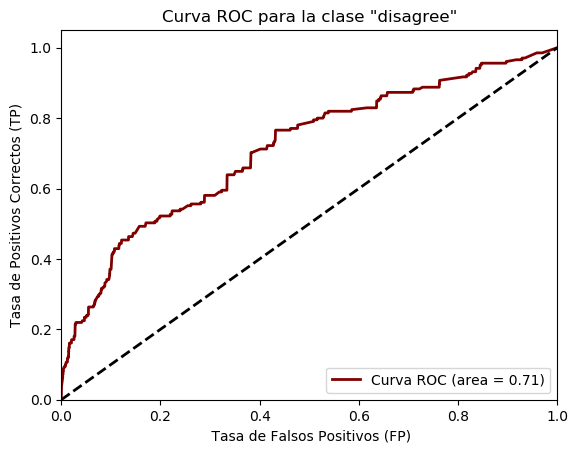 Curva ROC para la clase "disagree"
Tasa de Positivos Correctos (TP)
1.0
0.8
0.6
0.4
0.2
0.0
0.0 0.2 0.4 0.6 0.8 1.0
Curva ROC (area = 0.71)
Tasa de Falsos Positivos (FP)